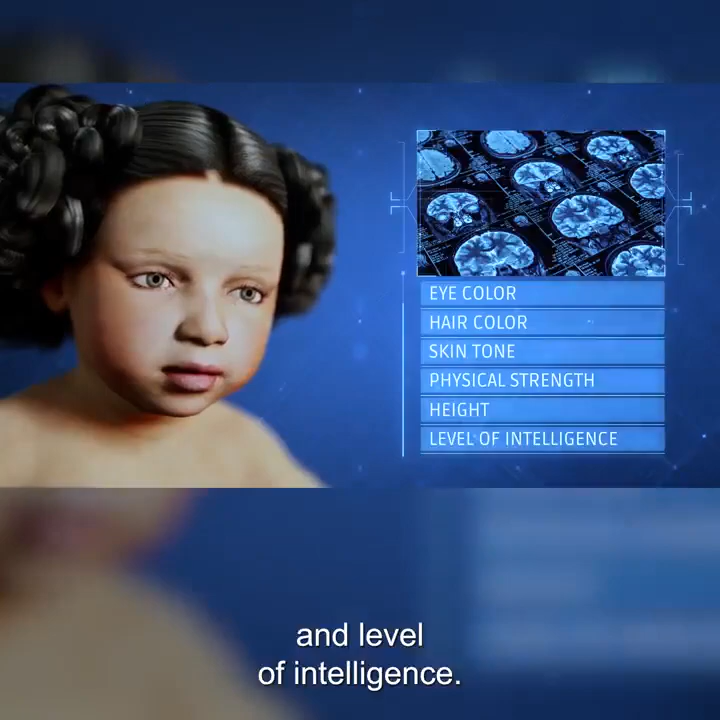 EYE COLOR
HAIR COLOR
SKIN TONE
PHYSICAL STRENGTH
HEIGHT
LEVEL OF INTELLIGENCE
and level
of intelligence.